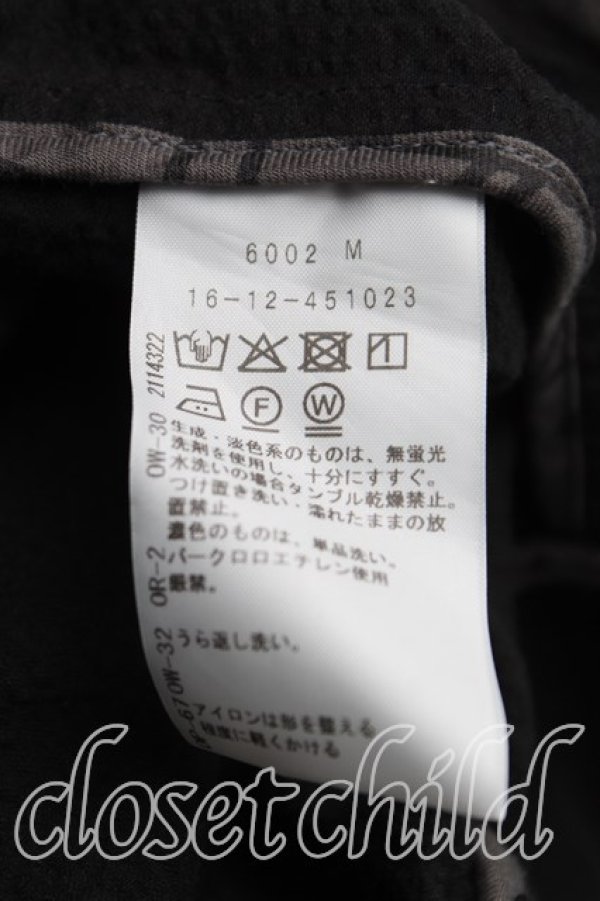 6002 M
16-12-451023
1
F
W
生成・淡色系のものは、無蛍光
洗剤を使用し、十分にすすぐ。
水洗いの場合タンブル乾燥禁止。
つけ置き洗い・濡れたままの放
置禁止。
濃色のものは、単品洗い。
パークロロエチレン使用
厳禁。
うら返し洗い。
アイロンは形を整える
程度に軽くかける
OW-30 2114322
OR-2
OW-32
closet child